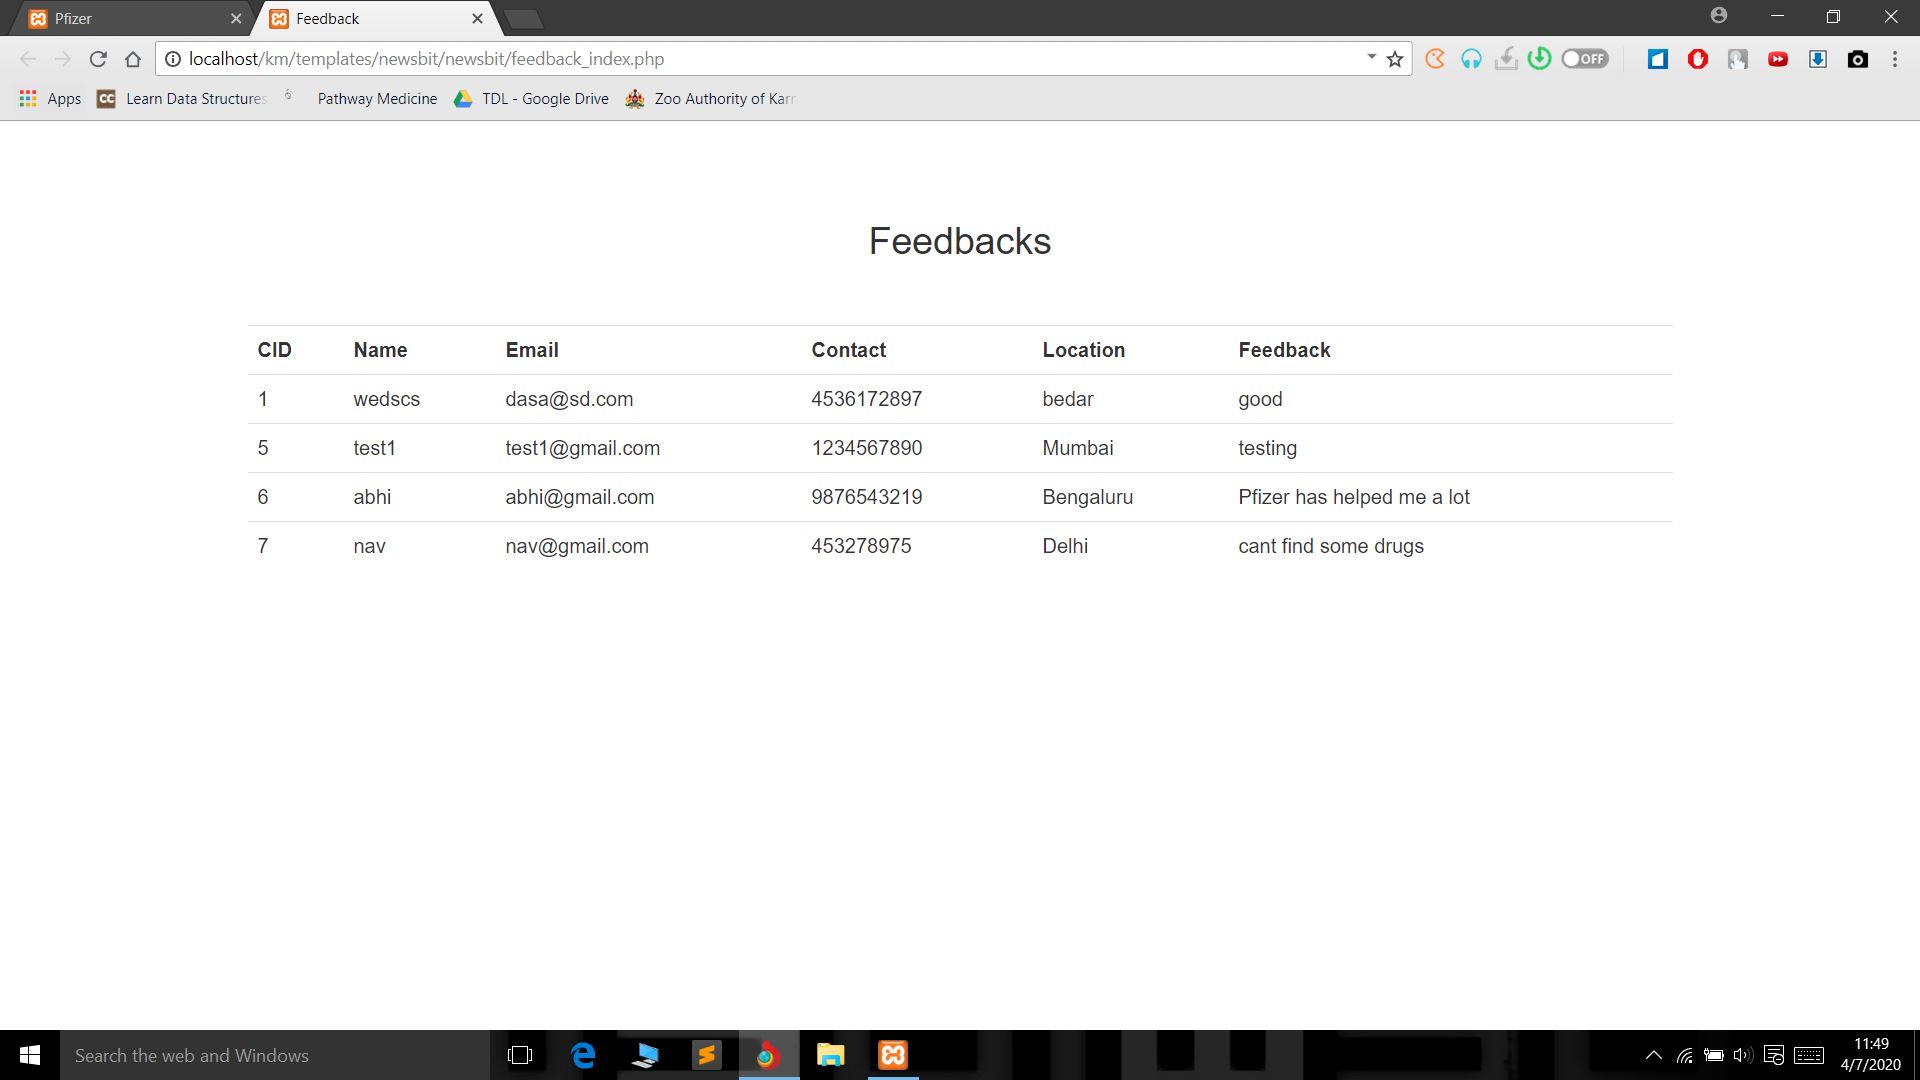 Pfizer
Feedback
localhost/km/templates/newsbit/newsbit/feedback_index.php
OFF
Apps CC Learn Data Structures Pathway Medicine TDL - Google Drive Zoo Authority of Karn
Feedbacks
CID Name Email Contact Location Feedback
1 wedscs dasa@sd.com 4536172897 bedar good
5 test1 test1@gmail.com 1234567890 Mumbai testing
6 abhi abhi@gmail.com 9876543219 Bengaluru Pfizer has helped me a lot
7 nav nav@gmail.com 453278975 Delhi cant find some drugs
Search the web and Windows
11:49
4/7/2020